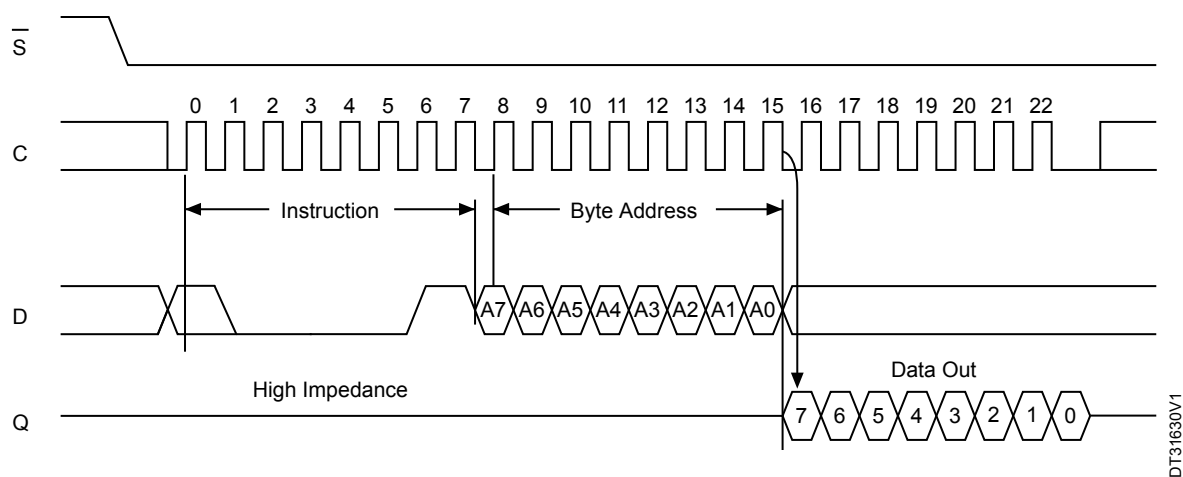 S
0 1 2 3 4 5 6 7 8 9 10 11 12 13 14 15 16 17 18 19 20 21 22
C
Instruction Byte Address
D A7 A6 A5 A4 A3 A2 A1 A0
High Impedance Data Out
Q 7 6 5 4 3 2 1 0
DT31630V1